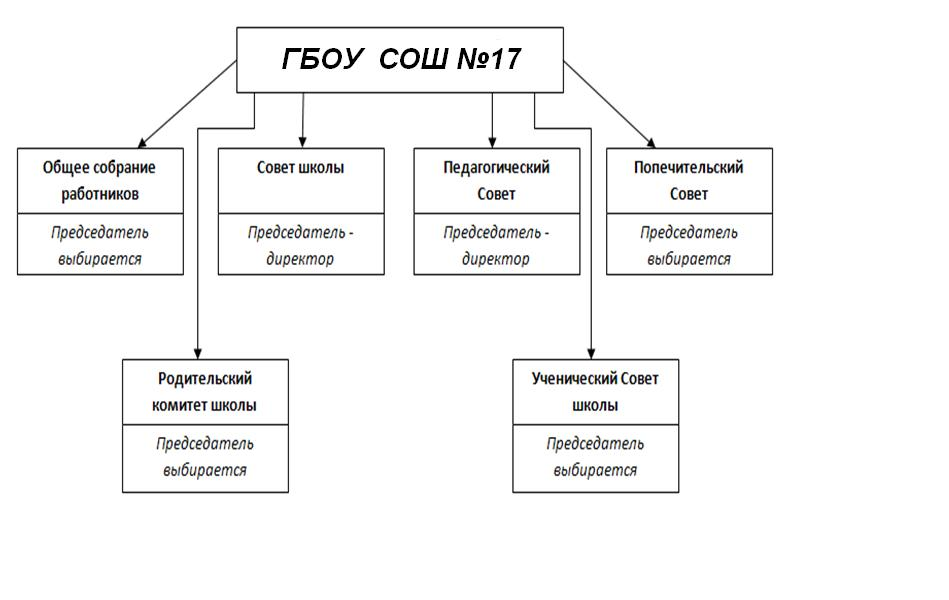 ГБОУ СОШ №17
Общее собрание
работников
Председатель
выбирается
Совет школы
Председатель -
директор
Педагогический
Совет
Председатель -
директор
Попечительский
Совет
Председатель
выбирается
Родительский
комитет школы
Председатель
выбирается
Ученический Совет
школы
Председатель
выбирается